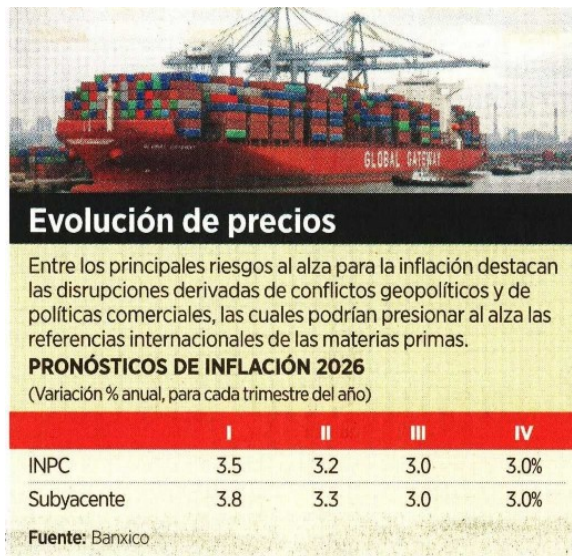 GLOBAL GATEWAY
Evolución de precios
Entre los principales riesgos al alza para la inflación destacan
las disrupciones derivadas de conflictos geopolíticos y de
políticas comerciales, las cuales podrían presionar al alza las
referencias internacionales de las materias primas.
PRONÓSTICOS DE INFLACIÓN 2026
(Variación % anual, para cada trimestre del año)
I II III IV
INPC 3.5 3.2 3.0 3.0%
Subyacente 3.8 3.3 3.0 3.0%
Fuente: Banxico